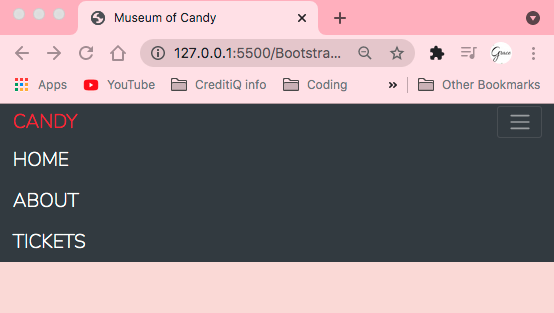 Museum of Candy
127.0.0.1:5500/Bootstra...
Grace
Apps YouTube CreditiQ info Coding » Other Bookmarks
CANDY
HOME
ABOUT
TICKETS